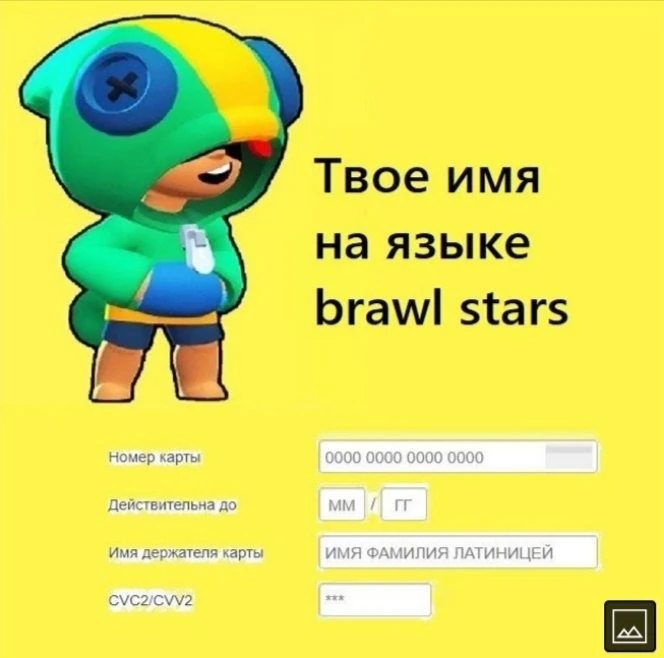 Твое имя
на языке
brawl stars
Номер карты 0000 0000 0000 0000
Действительна до ММ / ГГ
Имя держателя карты ИМЯ ФАМИЛИЯ ЛАТИНИЦЕЙ
CVC2/CVV2 ***